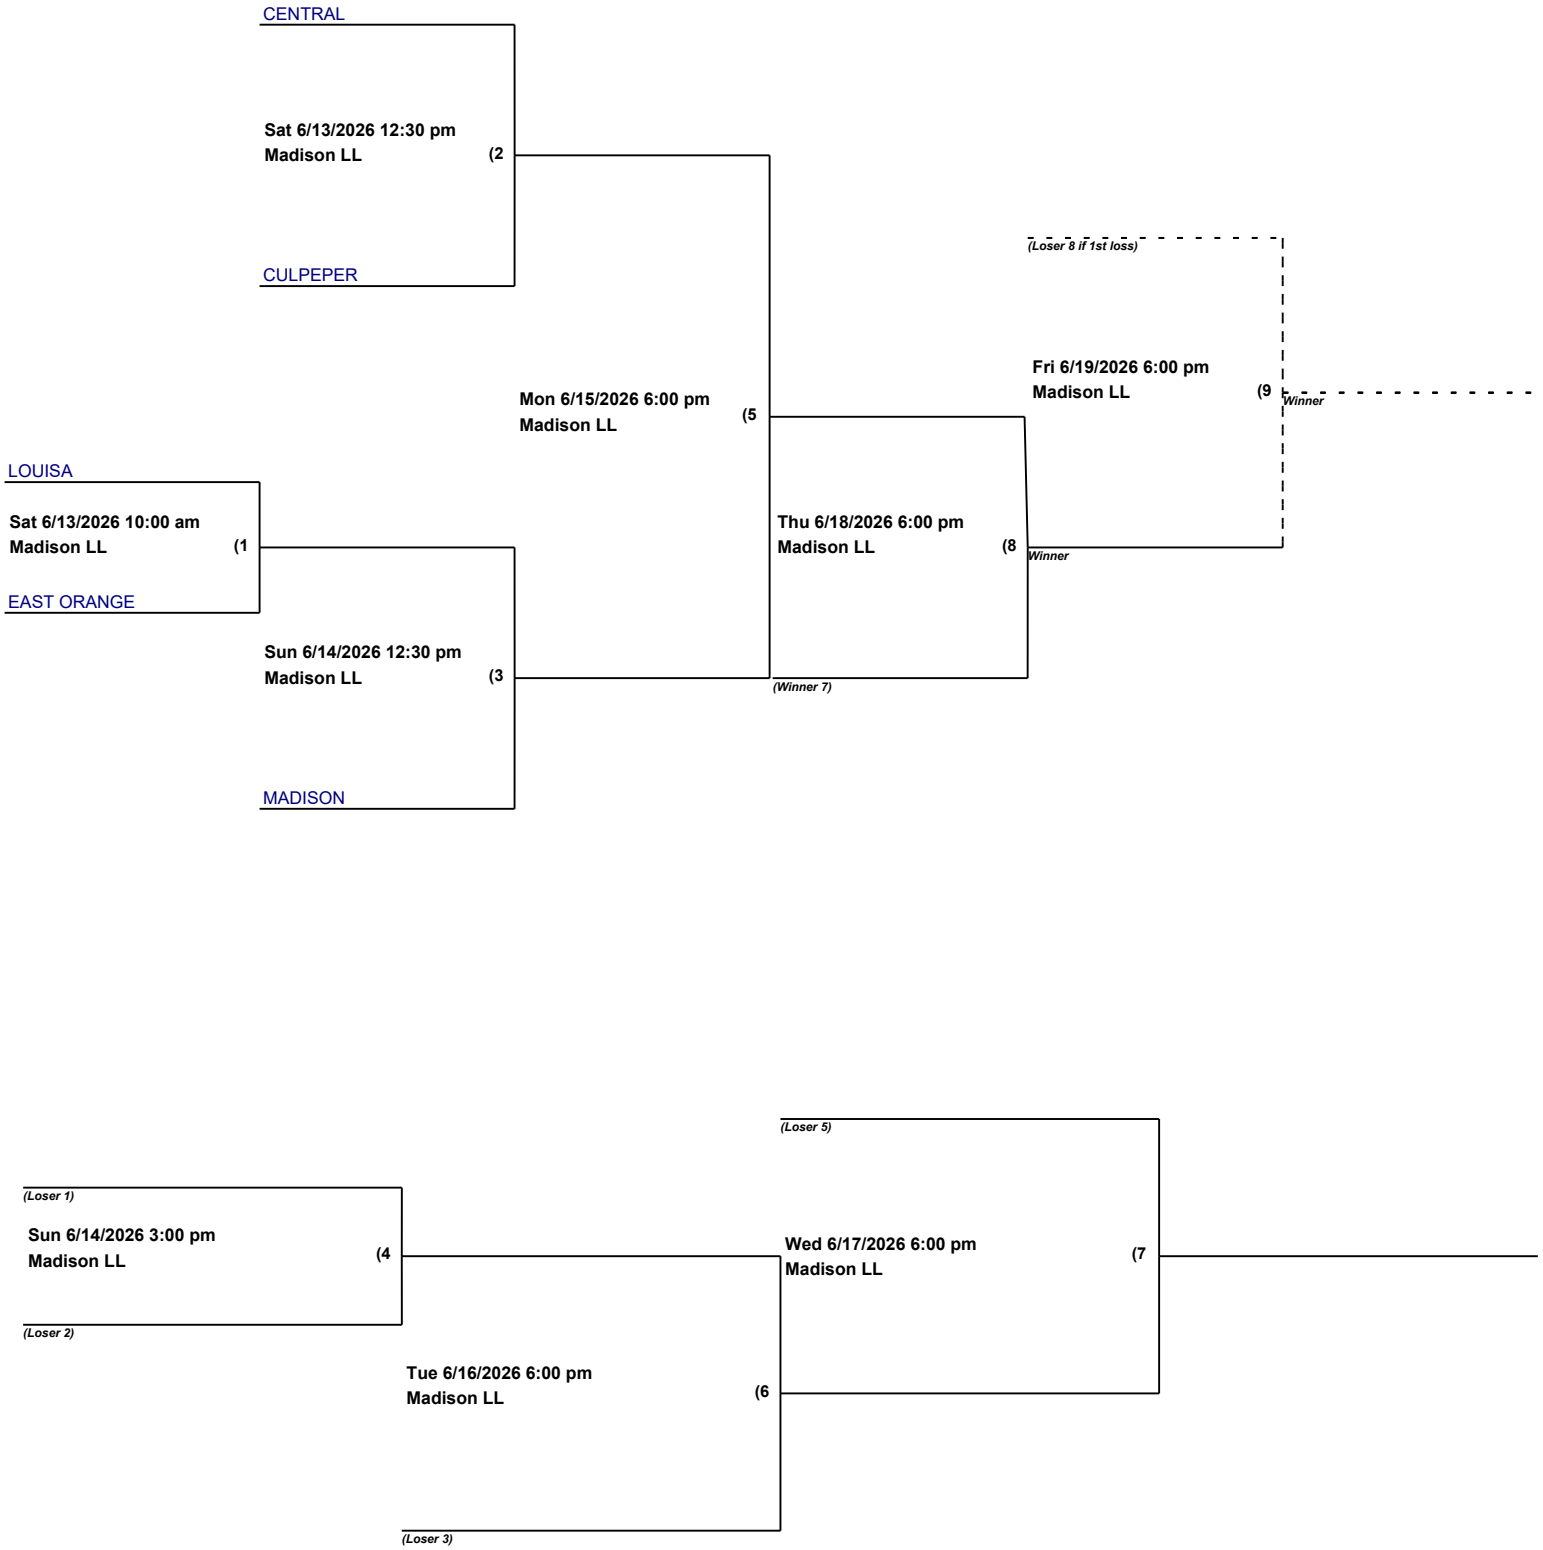 CENTRAL
Sat 6/13/2026 12:30 pm
Madison LL
(2
CULPEPER
(Loser 8 if 1st loss)
Fri 6/19/2026 6:00 pm
Madison LL
(9
Winner
Mon 6/15/2026 6:00 pm
Madison LL
(5
LOUISA
Sat 6/13/2026 10:00 am
Madison LL
(1
EAST ORANGE
Thu 6/18/2026 6:00 pm
Madison LL
(8
Winner
Sun 6/14/2026 12:30 pm
Madison LL
(3
(Winner 7)
MADISON
(Loser 5)
(Loser 1)
Sun 6/14/2026 3:00 pm
Madison LL
(4
(Loser 2)
Wed 6/17/2026 6:00 pm
Madison LL
(7
Tue 6/16/2026 6:00 pm
Madison LL
(6
(Loser 3)